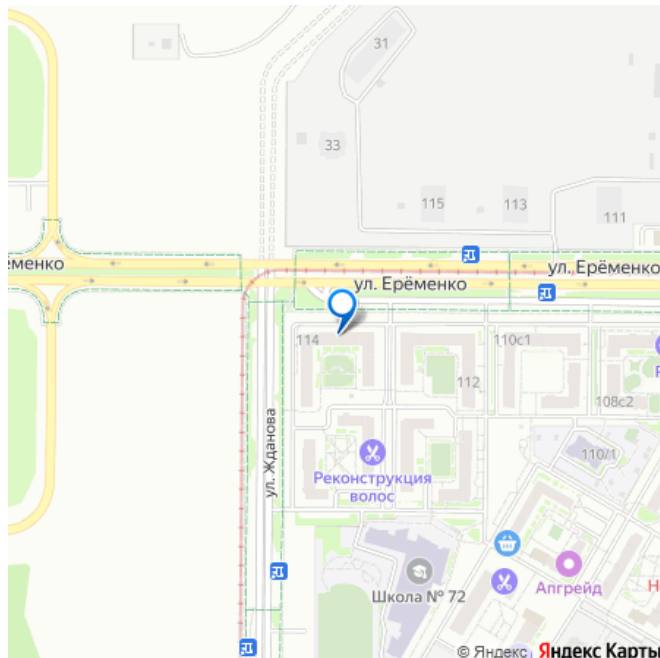 31
33
115
113
111
ул. Ерёменко
ерёменко
ул. Ерёменко
114
110с1
112
108с2
110/1
ул. Жданова
Реконструкция
волос
Школа № 72
Апгрейд
© Яндекс Яндекс Карты